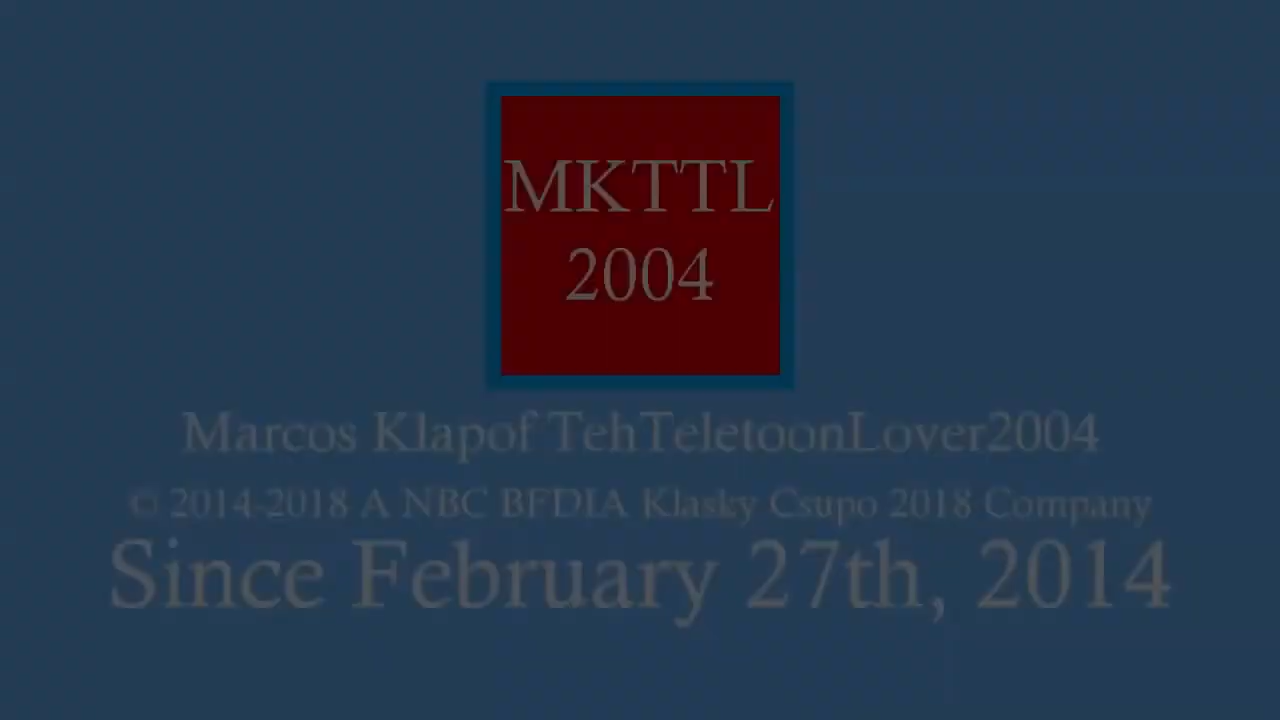 MKTTL
2004
Marcos Klapof TehTeletoonLover2004
© 2014-2018 A NBC BFDIA Klasky Csupo 2018 Company
Since February 27th, 2014